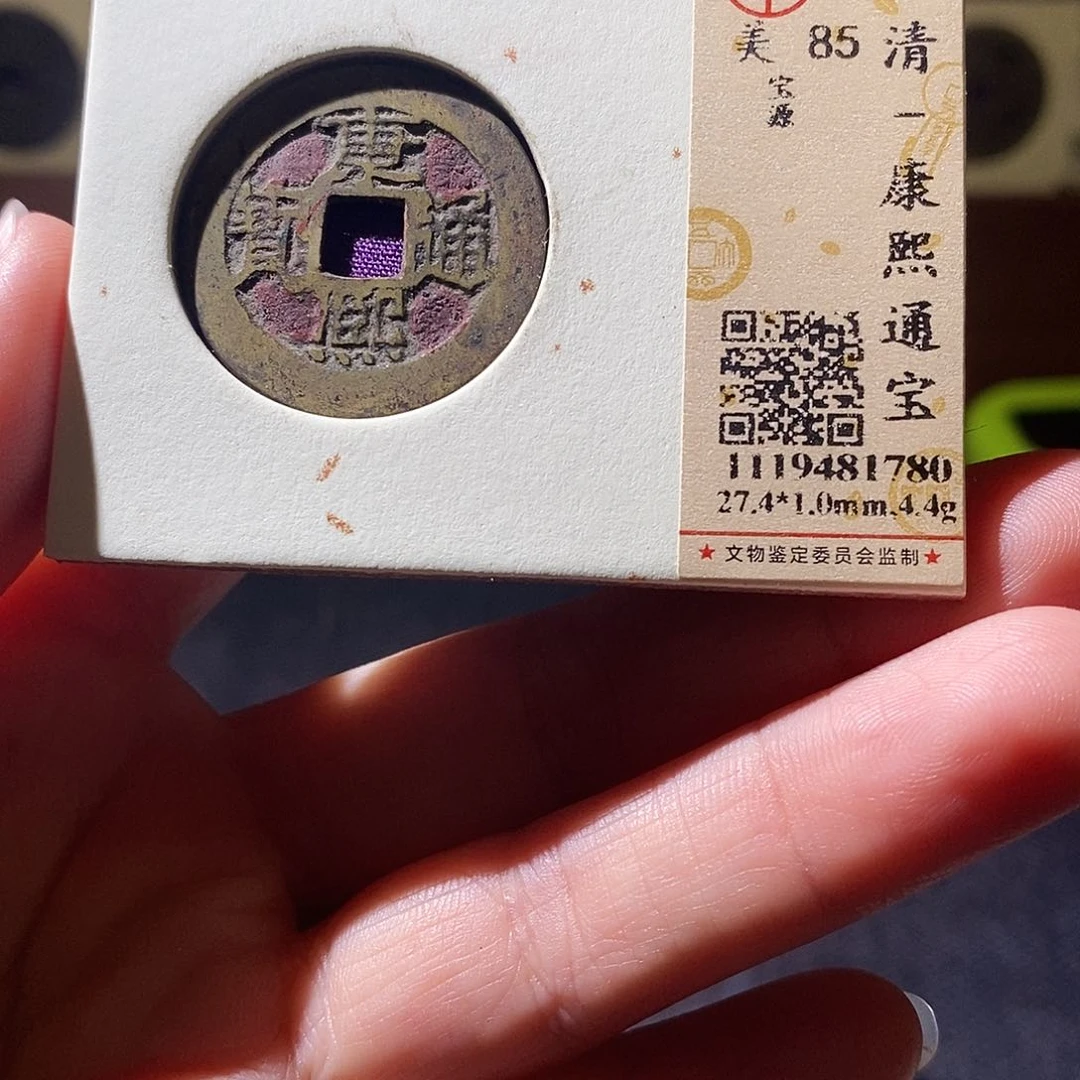 康熙通寳
美 85
宝源
清一康熙通宝
1119481780
27.4*1.0mm.4.4g
★文物鉴定委员会监制★